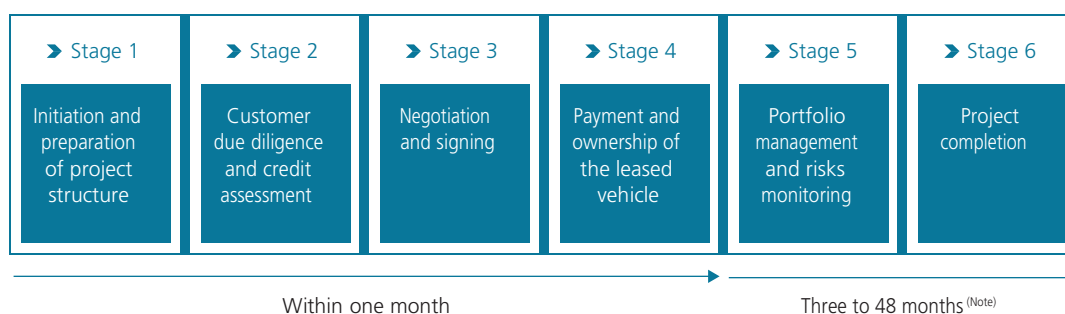 Stage 1
Stage 2
Stage 3
Stage 4
Stage 5
Stage 6
Initiation and
preparation
of project
structure
Customer
due diligence
and credit
assessment
Negotiation
and signing
Payment and
ownership of
the leased
vehicle
Portfolio
management
and risks
monitoring
Project
completion
Within one month
Three to 48 months (Note)